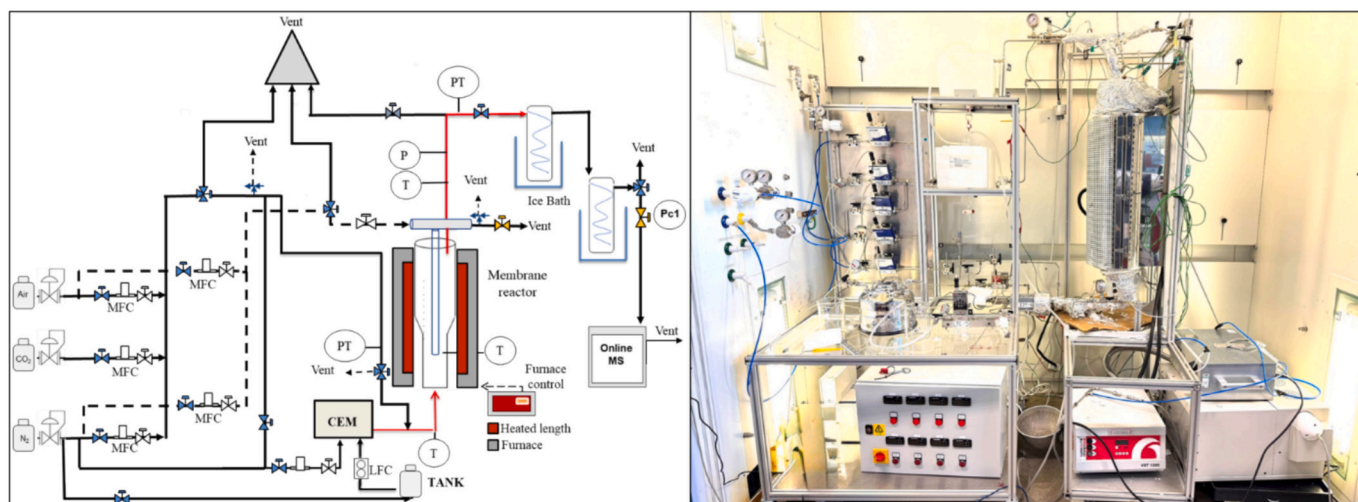 Vent
PT
Vent
P
T
Vent
Ice Bath
Vent
Pc1
Vent
Membrane
reactor
Air
MFC
MFC
CO₂
MFC
PT
T
Vent
Online
MS
Vent
Furnace
control
MFC
N₂
MFC
CEM
Heated length
Furnace
T
LFC
TANK